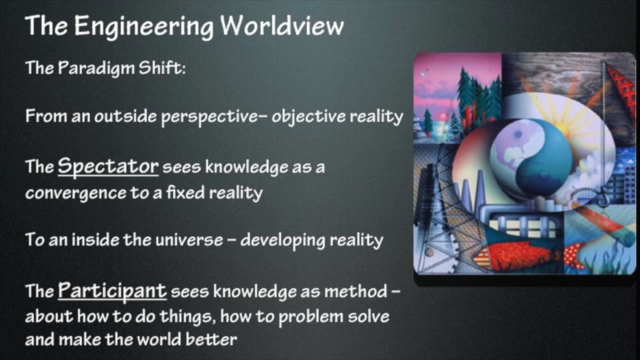 The Engineering Worldview
The Paradigm Shift:
From an outside perspective– objective reality
The Spectator sees knowledge as a
convergence to a fixed reality
To an inside the universe – developing reality
The Participant sees knowledge as method –
about how to do things, how to problem solve
and make the world better